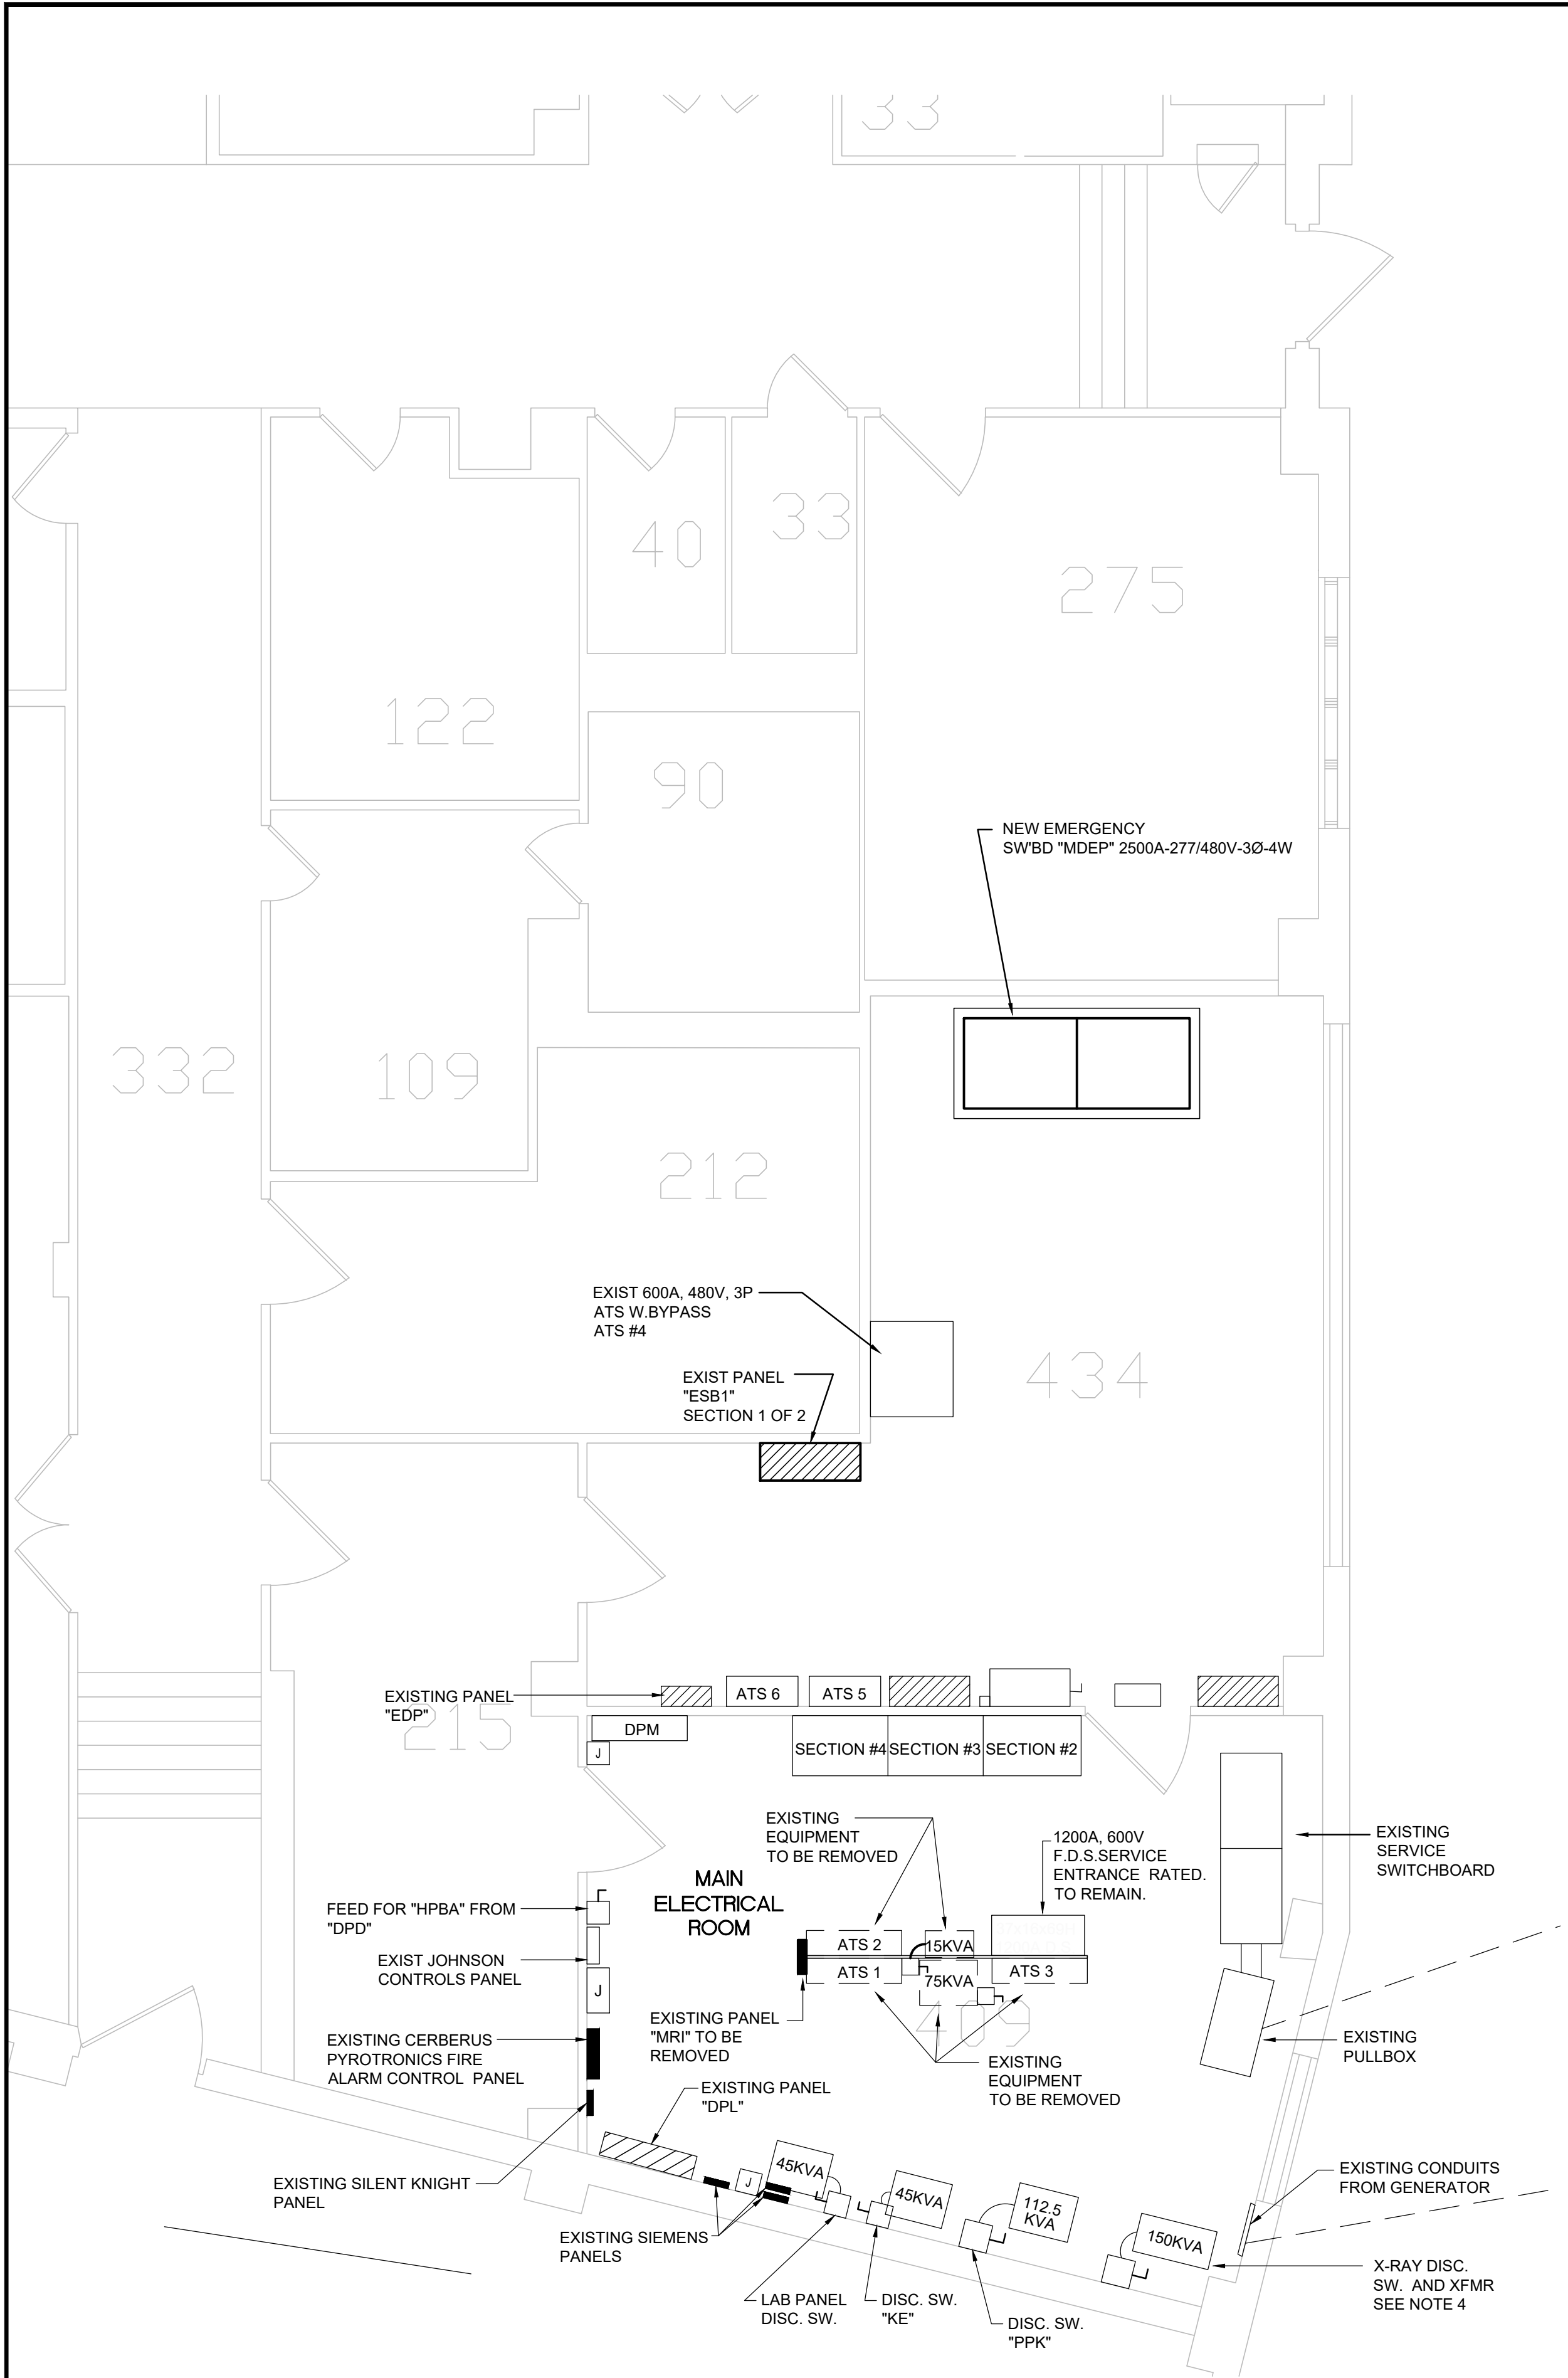 33
40
33
275
122
90
NEW EMERGENCY
SW'BD "MDEP" 2500A-277/480V-3Ø-4W
332
109
212
EXIST 600A, 480V, 3P
ATS W.BYPASS
ATS #4
434
EXIST PANEL
"ESB1"
SECTION 1 OF 2
EXISTING PANEL
"EDP"
ATS 6
ATS 5
215
DPM
J
SECTION #4
SECTION #3
SECTION #2
EXISTING
EQUIPMENT
TO BE REMOVED
1200A, 600V
F.D.S.SERVICE
ENTRANCE RATED.
TO REMAIN.
EXISTING
SERVICE
SWITCHBOARD
MAIN
ELECTRICAL
ROOM
FEED FOR "HPBA" FROM
"DPD"
ATS 2
15KVA
EXIST JOHNSON
CONTROLS PANEL
ATS 1
75KVA
ATS 3
J
409
EXISTING PANEL
"MRI" TO BE
REMOVED
EXISTING CERBERUS
PYROTRONICS FIRE
ALARM CONTROL PANEL
EXISTING
PULLBOX
EXISTING
EQUIPMENT
TO BE REMOVED
EXISTING PANEL
"DPL"
EXISTING SILENT KNIGHT
PANEL
J
45KVA
45KVA
112.5
KVA
150KVA
EXISTING CONDUITS
FROM GENERATOR
EXISTING SIEMENS
PANELS
X-RAY DISC.
SW. AND XFMR
SEE NOTE 4
LAB PANEL
DISC. SW.
DISC. SW.
"KE"
DISC. SW.
"PPK"